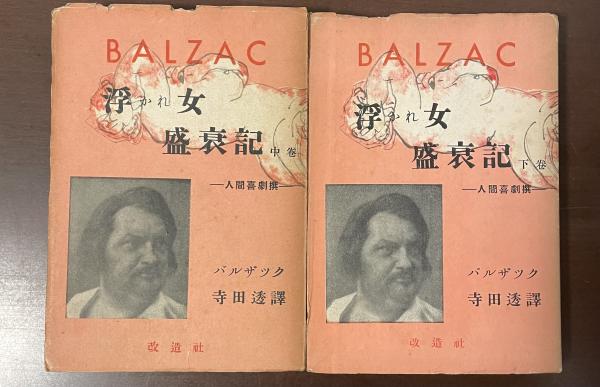 BALZAC
浮かれ女
盛衰記 中卷
—人間喜劇撰—
バルザック
寺田透譯
改造社
BALZAC
浮かれ女
盛衰記 下卷
—人間喜劇撰—
バルザック
寺田透譯
改造社